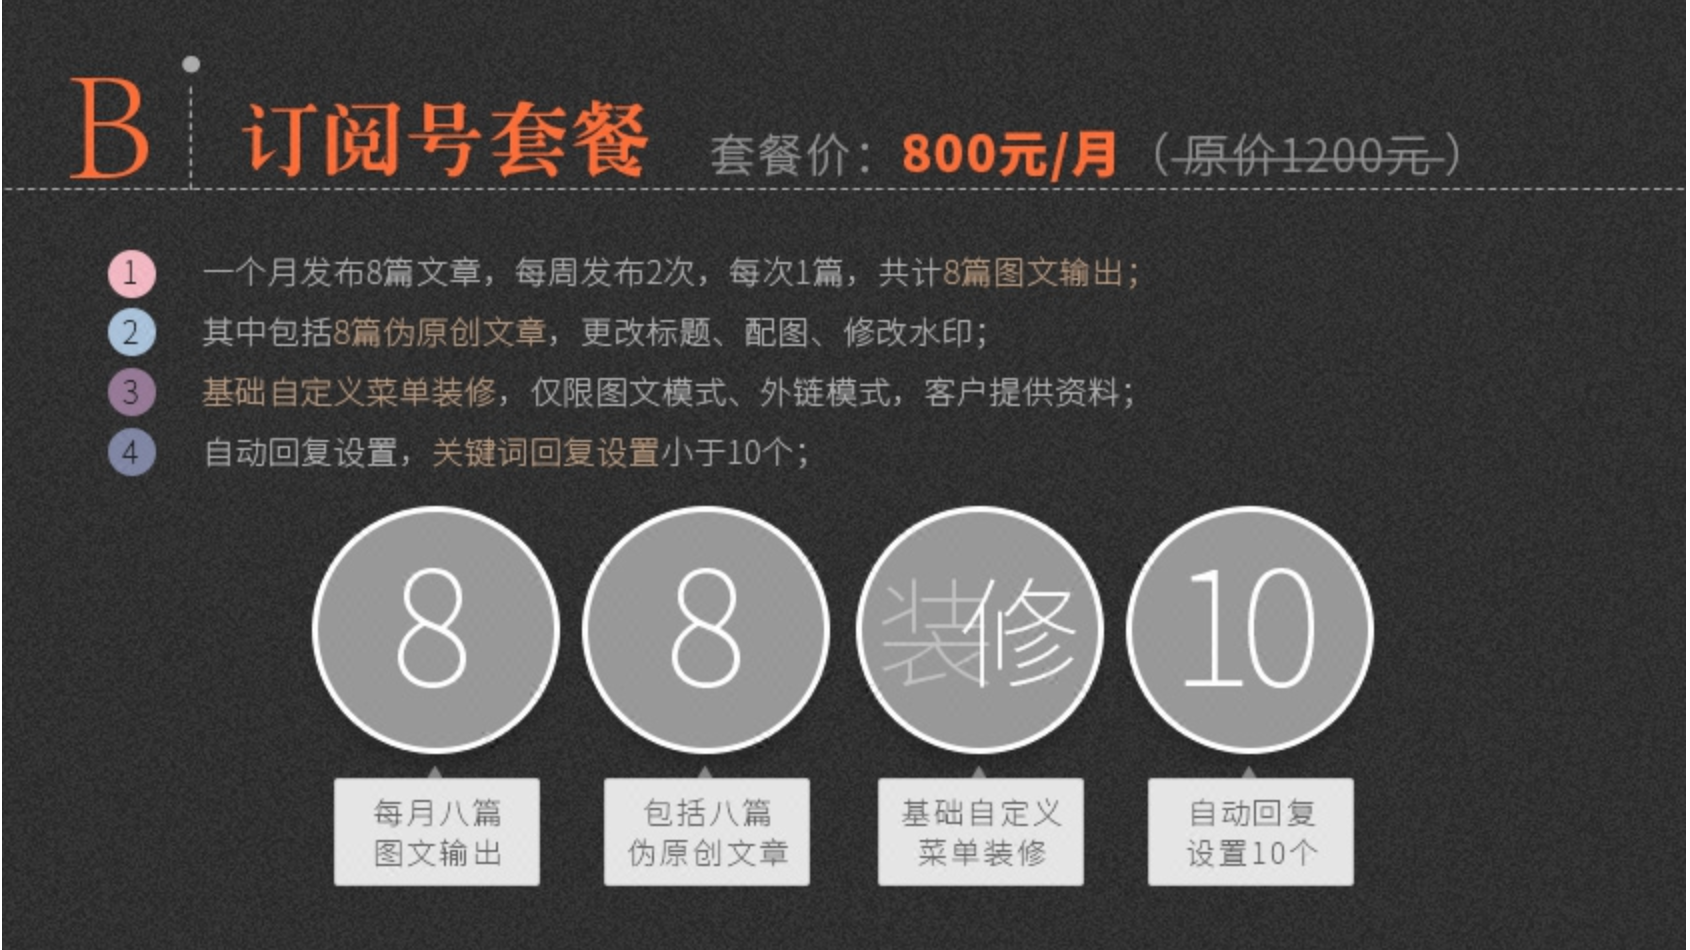 B 订阅号套餐 套餐价：800元/月（原价1200元）
1 一个月发布8篇文章，每周发布2次，每次1篇，共计8篇图文输出；
2 其中包括8篇伪原创文章，更改标题、配图、修改水印；
3 基础自定义菜单装修，仅限图文模式、外链模式，客户提供资料；
4 自动回复设置，关键词回复设置小于10个；
8
8
装修
10
每月八篇
图文输出
包括八篇
伪原创文章
基础自定义
菜单装修
自动回复
设置10个